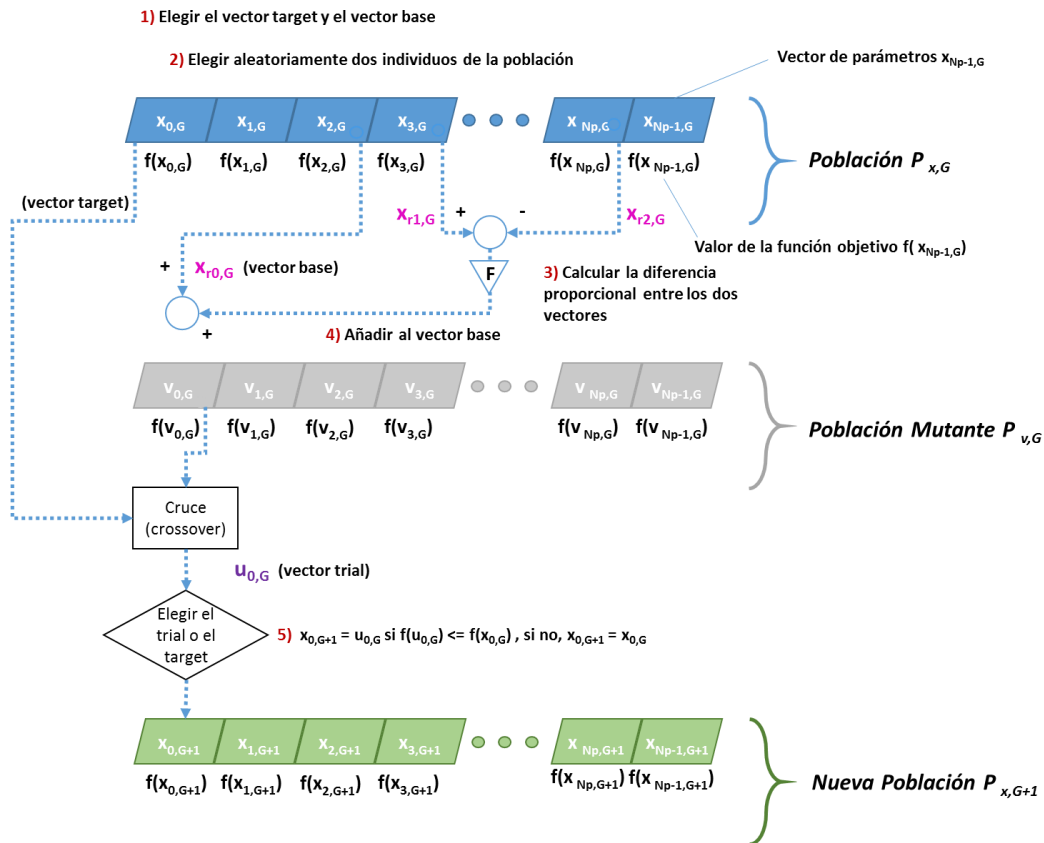 1) Elegir el vector target y el vector base
2) Elegir aleatoriamente dos individuos de la población
Vector de parámetros x Np-1,G
x0,G x1,G x2,G x3,G x Np,G xNp-1,G
f(x0,G) f(x1,G) f(x2,G) f(x3,G) f(x Np,G) f(x Np-1,G)
Población P x,G
(vector target)
xr1,G + - xr2,G
Valor de la función objetivo f( xNp-1,G)
+ xr0,G (vector base)
F
3) Calcular la diferencia
proporcional entre los dos
vectores
+
4) Añadir al vector base
v0,G v1,G v2,G v3,G v Np,G vNp-1,G
f(v0,G) f(v1,G) f(v2,G) f(v3,G) f(v Np,G) f(v Np-1,G)
Población Mutante P v,G
Cruce
(crossover)
u0,G (vector trial)
Elegir el
trial o el
target
5) x0,G+1 = u0,G si f(u0,G) <= f(x0,G) , si no, x0,G+1 = x0,G
x0,G+1 x1,G+1 x2,G+1 x3,G+1 x Np,G+1 xNp-1,G+1
f(x0,G+1) f(x1,G+1) f(x2,G+1) f(x3,G+1) f(x Np,G+1) f(x Np-1,G+1)
Nueva Población P x,G+1